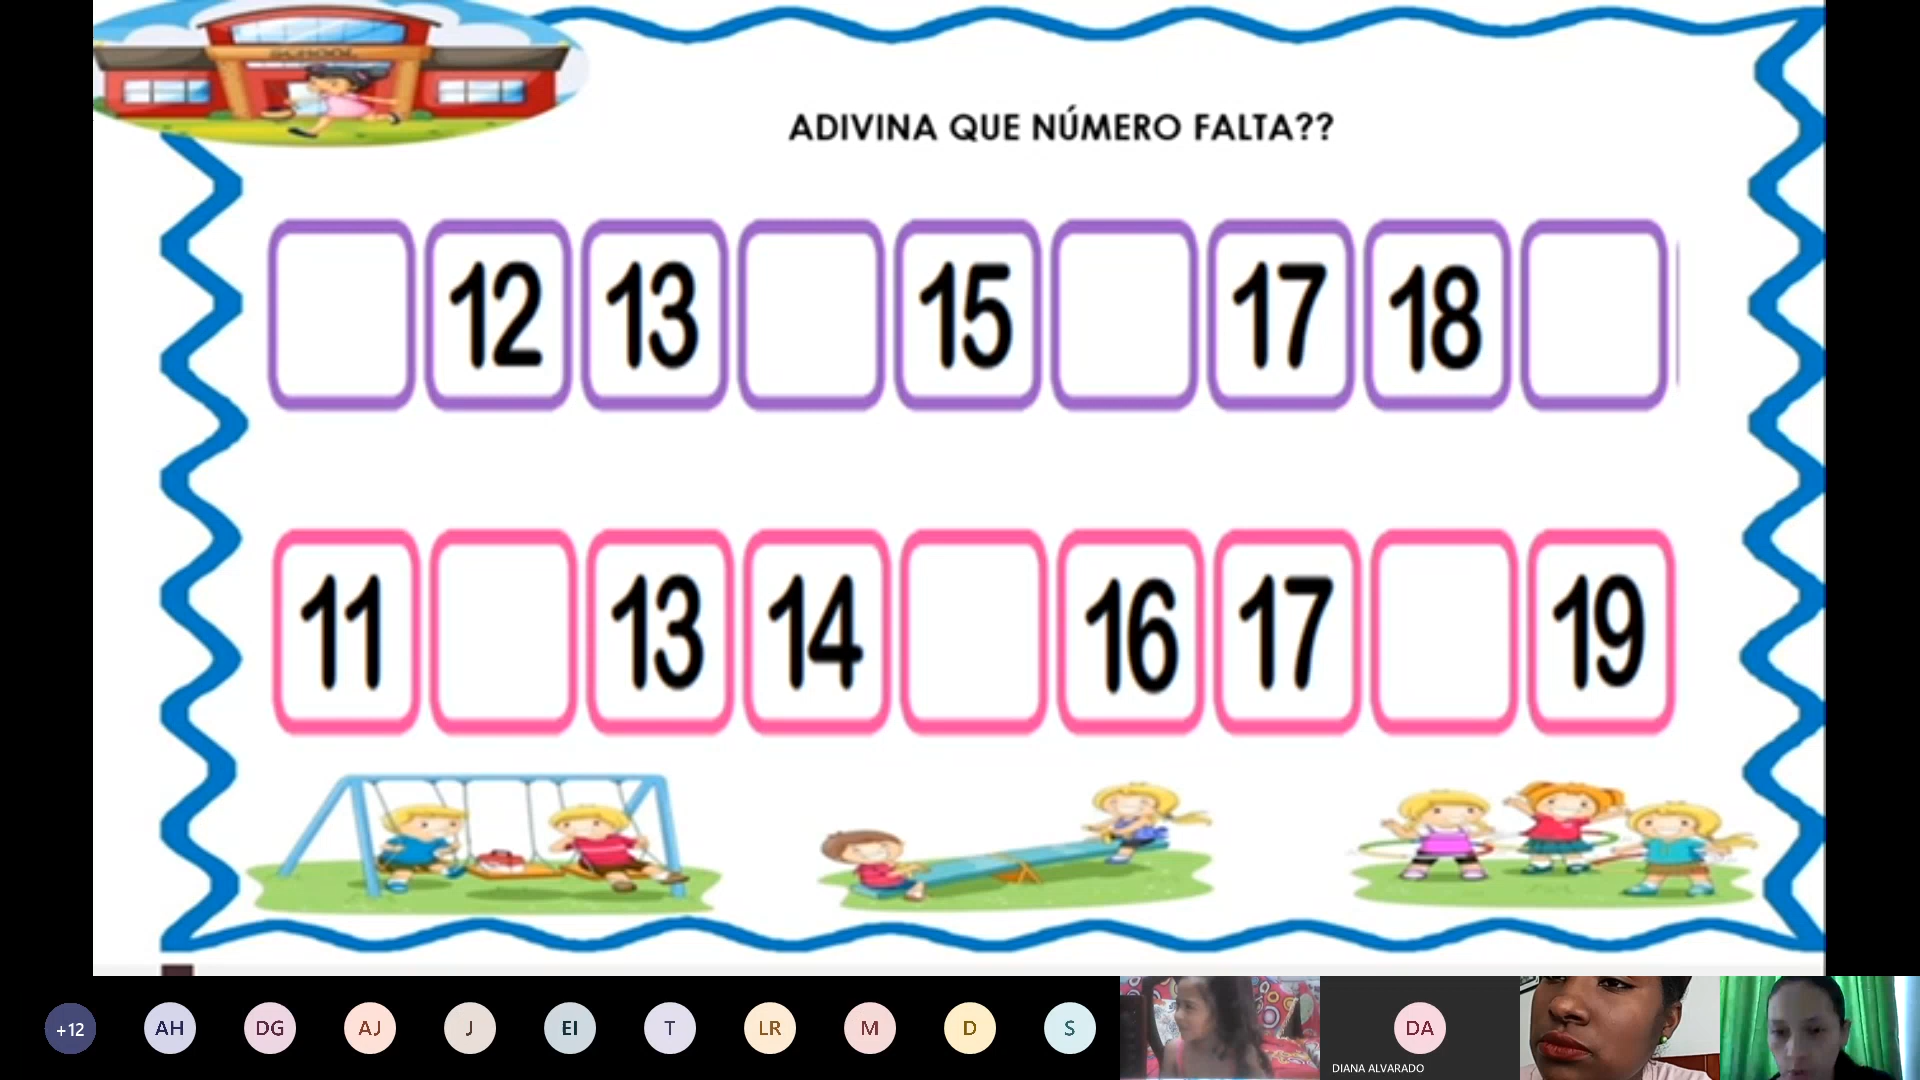 SCHOOL
ADIVINA QUE NÚMERO FALTA??
12 13 15 17 18
11 13 14 16 17 19
+12 AH DG AJ J EI T LR M D S DA
DIANA ALVARADO